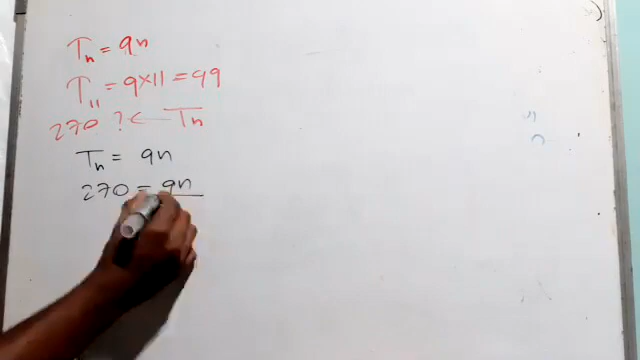 Tn = 9n
T11 = 9×11 = 99
270 ? ← Tn
Tn = 9n
270 = 9n